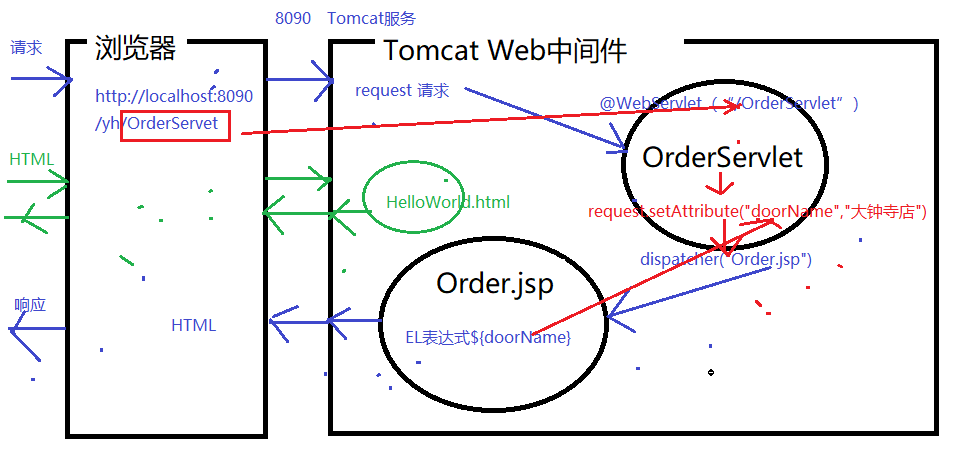 8090 Tomcat服务
请求
浏览器
Tomcat Web中间件
http://localhost:8090
/yh/OrderServet
request 请求
@WebServlet（“/OrderServlet”）
OrderServlet
HTML
HelloWorld.html
request.setAttribute("doorName","大钟寺店")
dispatcher("Order.jsp")
Order.jsp
响应
HTML
EL表达式${doorName}